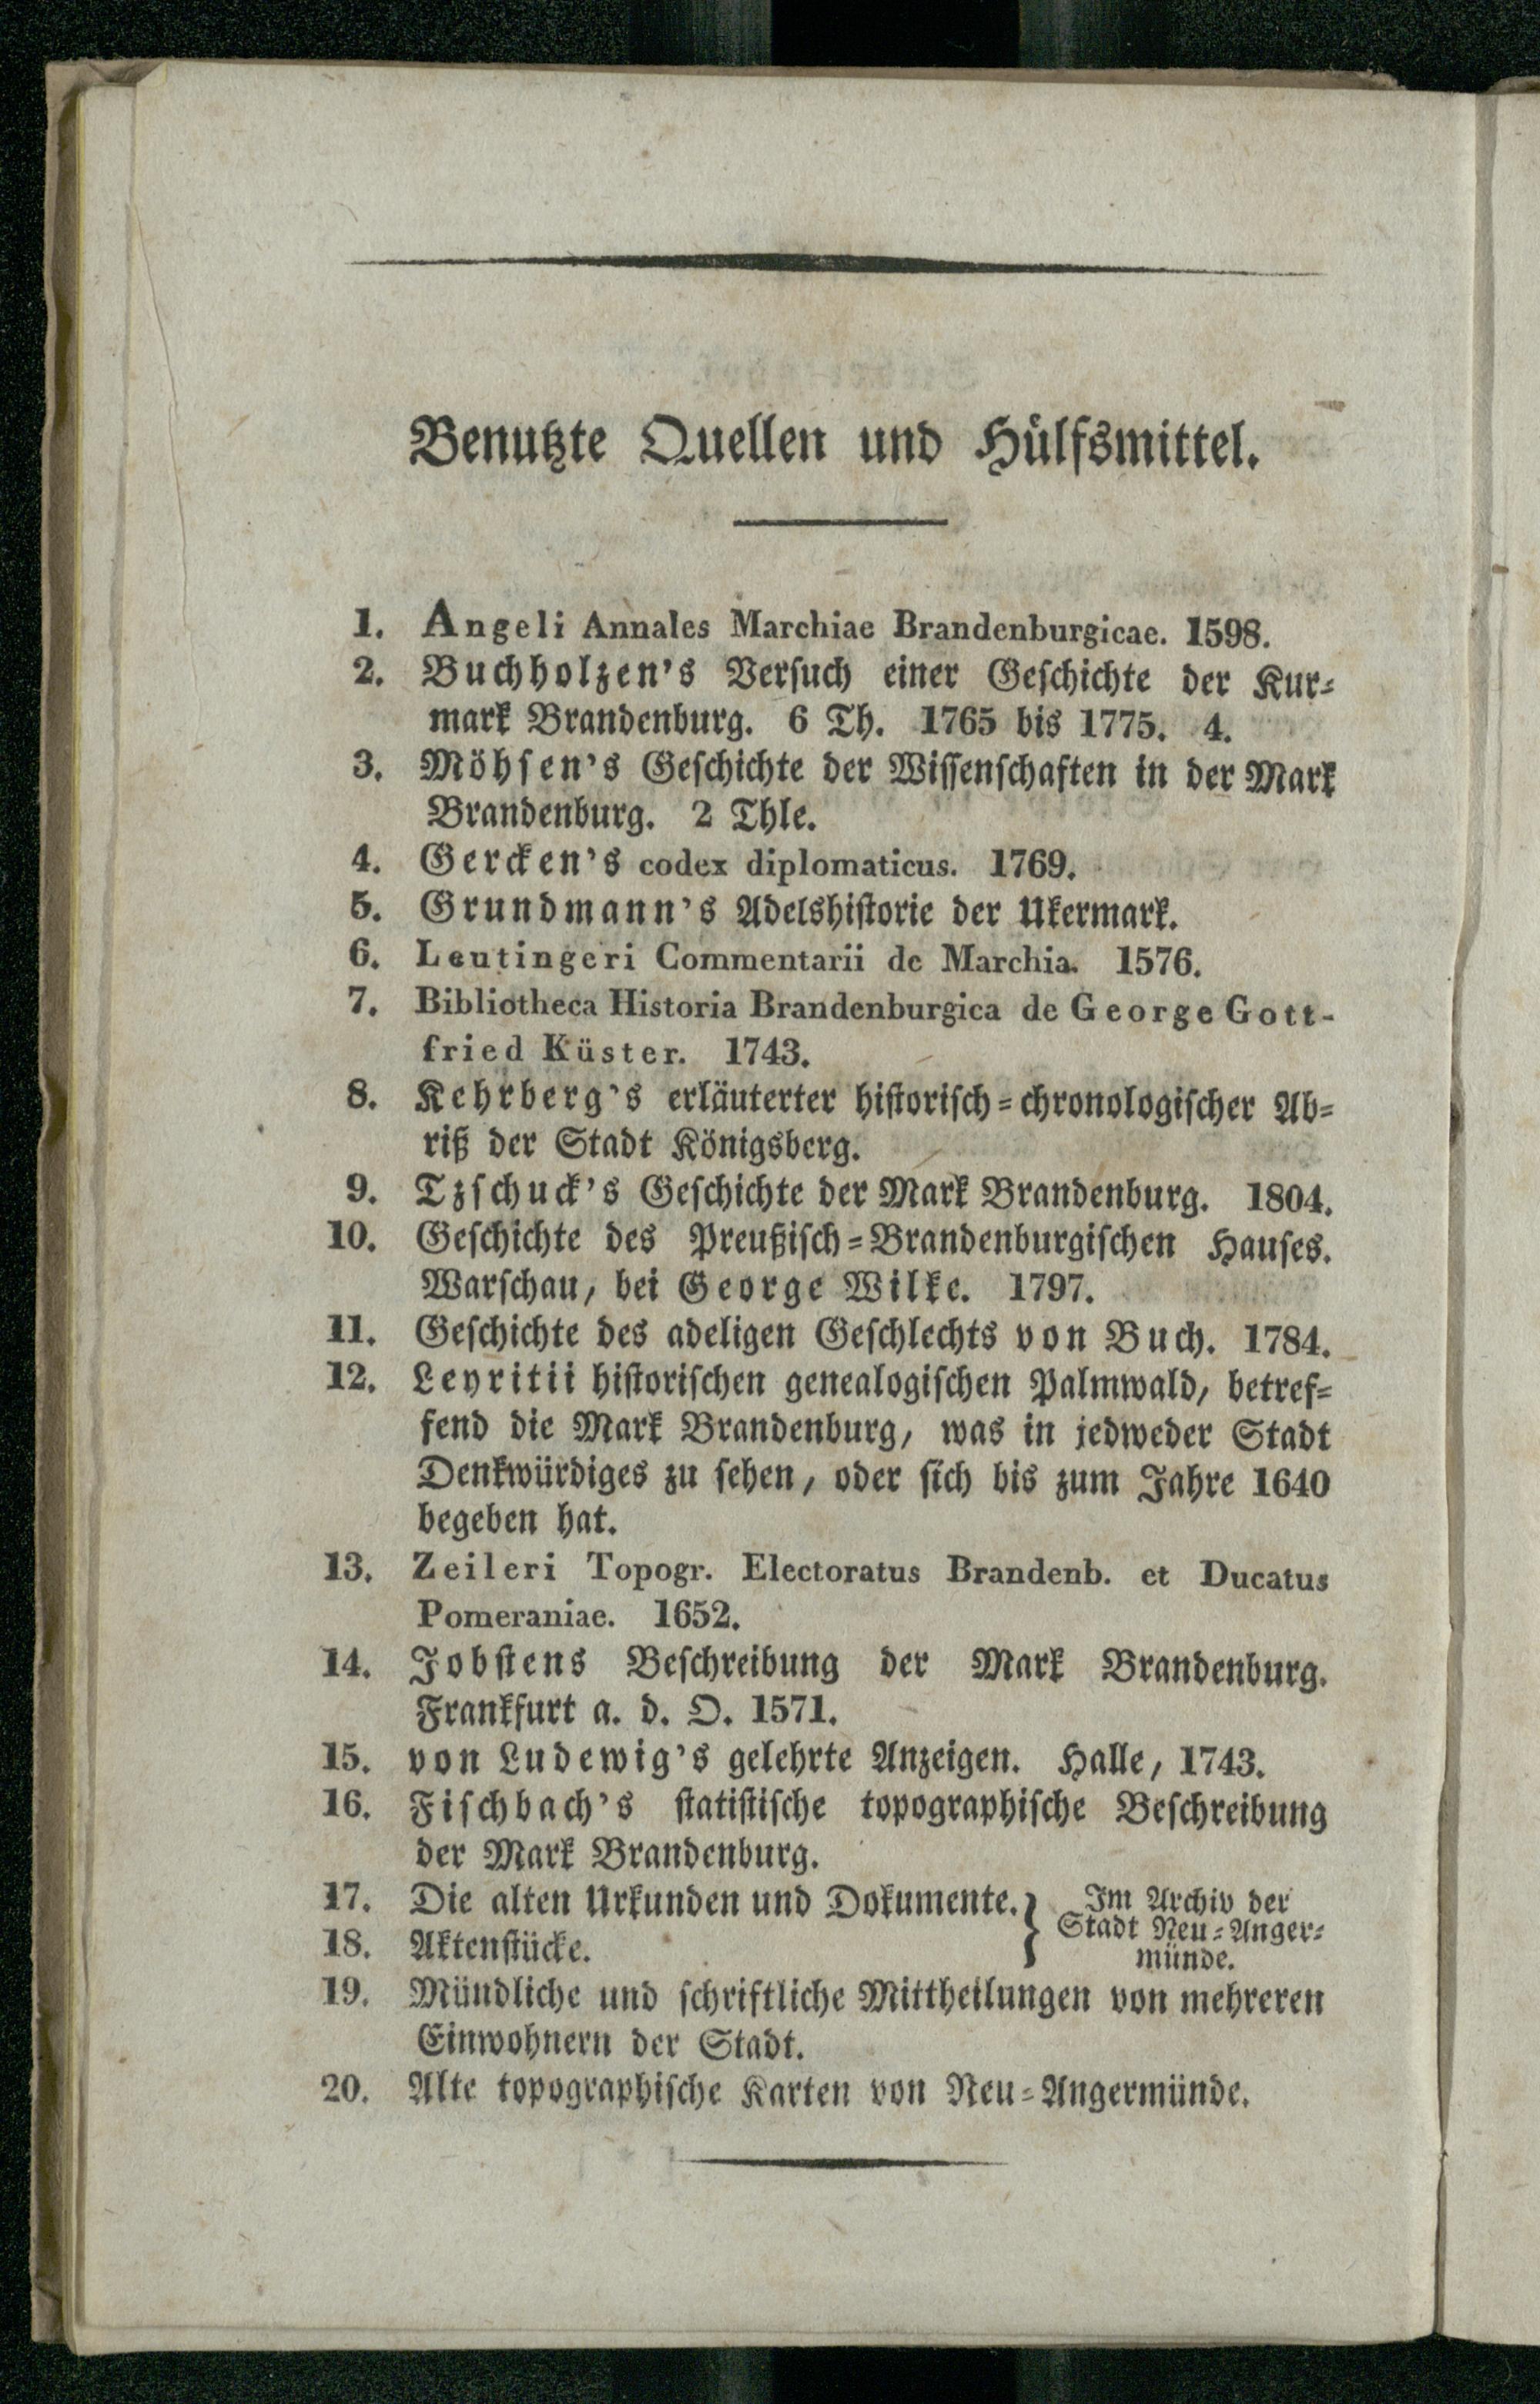 Benutzte Quellen und Hülfsmittel.
1. Angeli Annales Marchiae Brandenburgicae. 1598.
2. Buchholzen's Versuch einer Geschichte der Kur-
mark Brandenburg. 6 Th. 1765 bis 1775. 4.
3. Möhsen's Geschichte der Wissenschaften in der Mark
Brandenburg. 2 Thle.
4. Gercken's codex diplomaticus. 1769.
5. Grundmann's Adelshistorie der Ukermark.
6. Leutingeri Commentarii de Marchia. 1576.
7. Bibliotheca Historia Brandenburgica de George Gott-
fried Küster. 1743.
8. Kehrberg's erläuterter historisch-chronologischer Ab-
riß der Stadt Königsberg.
9. Tzschuck's Geschichte der Mark Brandenburg. 1804.
10. Geschichte des Preußisch-Brandenburgischen Hauses.
Warschau, bei George Wilke. 1797.
11. Geschichte des adeligen Geschlechts von Buch. 1784.
12. Leyritii historischen genealogischen Palmwald, betref-
fend die Mark Brandenburg, was in jedweder Stadt
Denkwürdiges zu sehen, oder sich bis zum Jahre 1640
begeben hat.
13. Zeileri Topogr. Electoratus Brandenb. et Ducatus
Pomeraniae. 1652.
14. Jobstens Beschreibung der Mark Brandenburg.
Frankfurt a. d. O. 1571.
15. von Ludewig's gelehrte Anzeigen. Halle, 1743.
16. Fischbach's statistische topographische Beschreibung
der Mark Brandenburg.
17. Die alten Urkunden und Dokumente.
18. Aktenstücke.
} Im Archiv der
Stadt Neu-Anger-
münde.
19. Mündliche und schriftliche Mittheilungen von mehreren
Einwohnern der Stadt.
20. Alte topographische Karten von Neu-Angermünde.